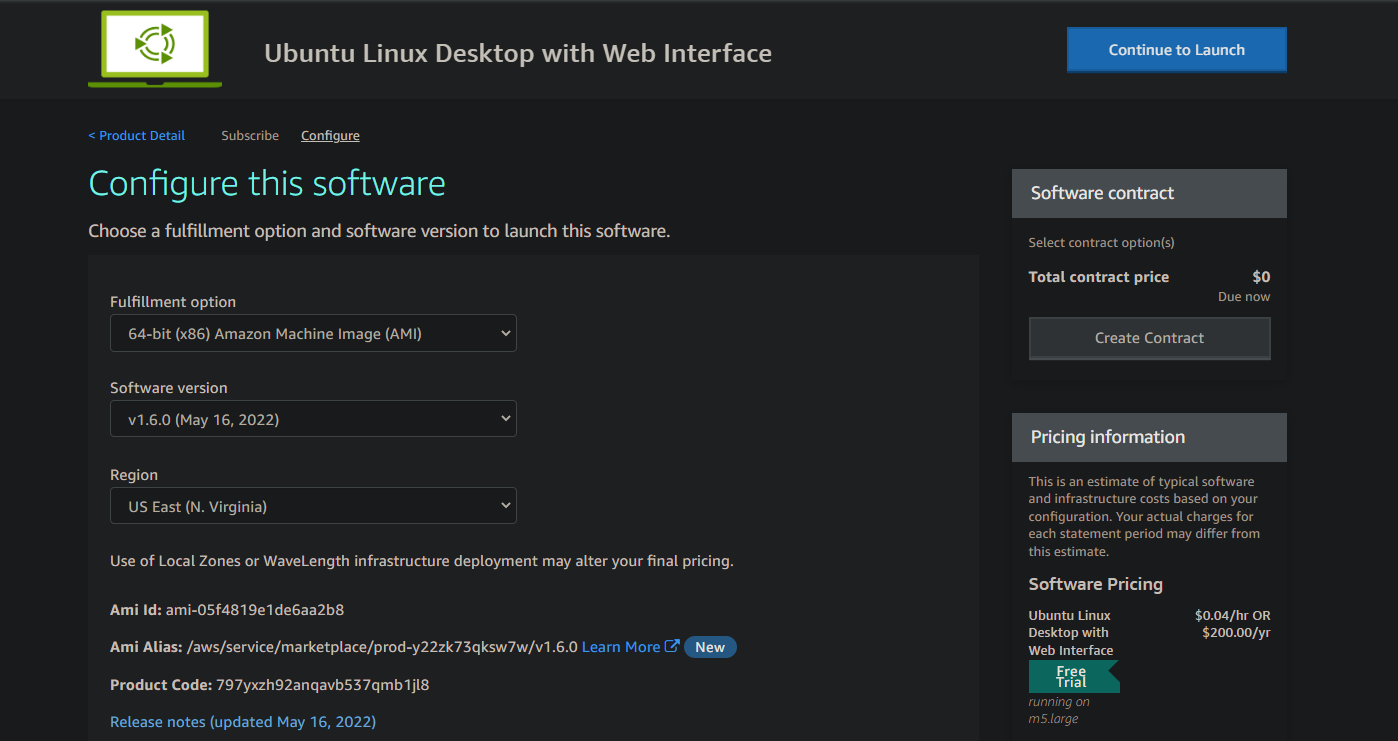 Ubuntu Linux Desktop with Web Interface
Continue to Launch
< Product Detail
Subscribe
Configure
Configure this software
Choose a fulfillment option and software version to launch this software.
Fulfillment option
64-bit (x86) Amazon Machine Image (AMI)
Software version
v1.6.0 (May 16, 2022)
Region
US East (N. Virginia)
Use of Local Zones or WaveLength infrastructure deployment may alter your final pricing.
Ami Id: ami-05f4819e1de6aa2b8
Ami Alias: /aws/service/marketplace/prod-y22zk73qksw7w/v1.6.0 Learn More New
Product Code: 797yxzh92anqavb537qmb1jl8
Release notes (updated May 16, 2022)
Software contract
Select contract option(s)
Total contract price $0
Due now
Create Contract
Pricing information
This is an estimate of typical software
and infrastructure costs based on your
configuration. Your actual charges for
each statement period may differ from
this estimate.
Software Pricing
Ubuntu Linux $0.04/hr OR
Desktop with $200.00/yr
Web Interface
Free
Trial
running on
m5.large